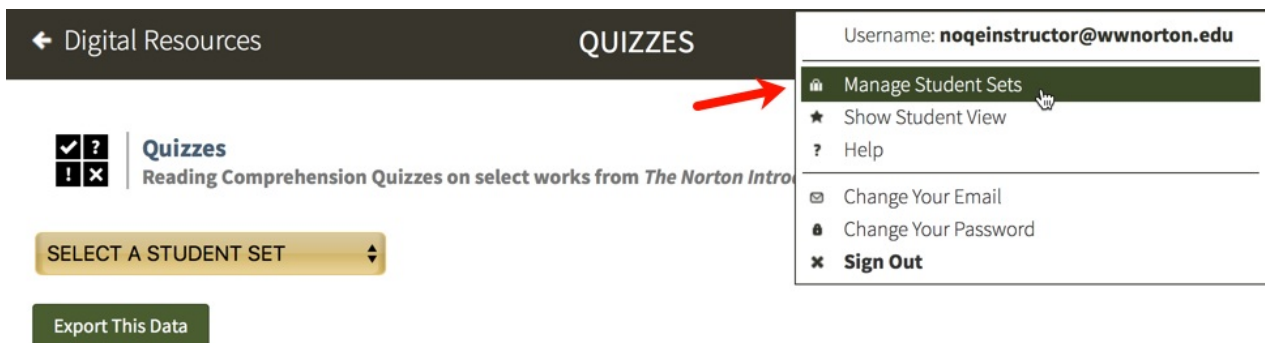 Digital Resources
QUIZZES
Username: noqeinstructor@wwnorton.edu
Manage Student Sets
Show Student View
? Help
Change Your Email
Change Your Password
Sign Out
? !
Quizzes
Reading Comprehension Quizzes on select works from The Norton Intro
SELECT A STUDENT SET
Export This Data